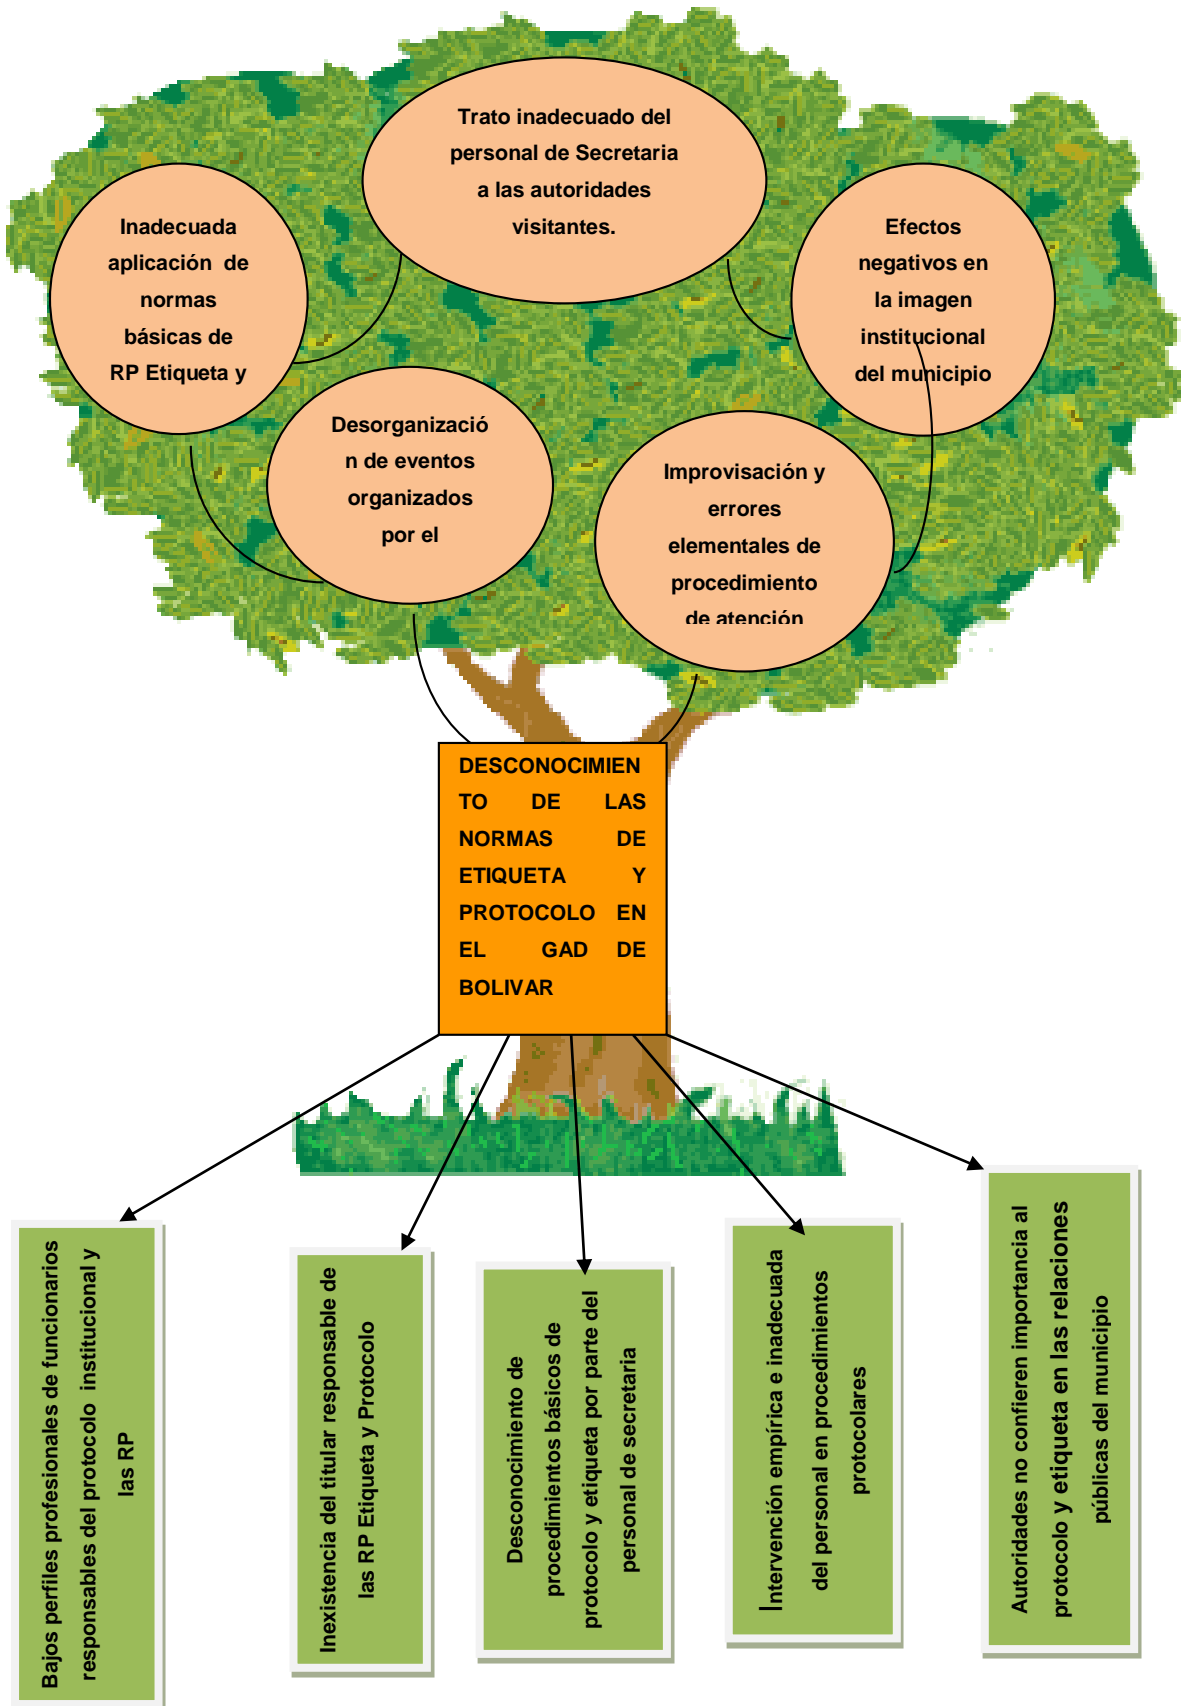 Trato inadecuado del
personal de Secretaria
a las autoridades
visitantes.
Inadecuada
aplicación de
normas
básicas de
RP Etiqueta y
Efectos
negativos en
la imagen
institucional
del municipio
Desorganizació
n de eventos
organizados
por el
Improvisación y
errores
elementales de
procedimiento
de atención
DESCONOCIMIEN
TO DE LAS
NORMAS DE
ETIQUETA Y
PROTOCOLO EN
EL GAD DE
BOLIVAR
Bajos perfiles profesionales de funcionarios
responsables del protocolo institucional y
las RP
Inexistencia del titular responsable de
las RP Etiqueta y Protocolo
Desconocimiento de
procedimientos básicos de
protocolo y etiqueta por parte del
personal de secretaria
Intervención empírica e inadecuada
del personal en procedimientos
protocolares
Autoridades no confieren importancia al
protocolo y etiqueta en las relaciones
públicas del municipio